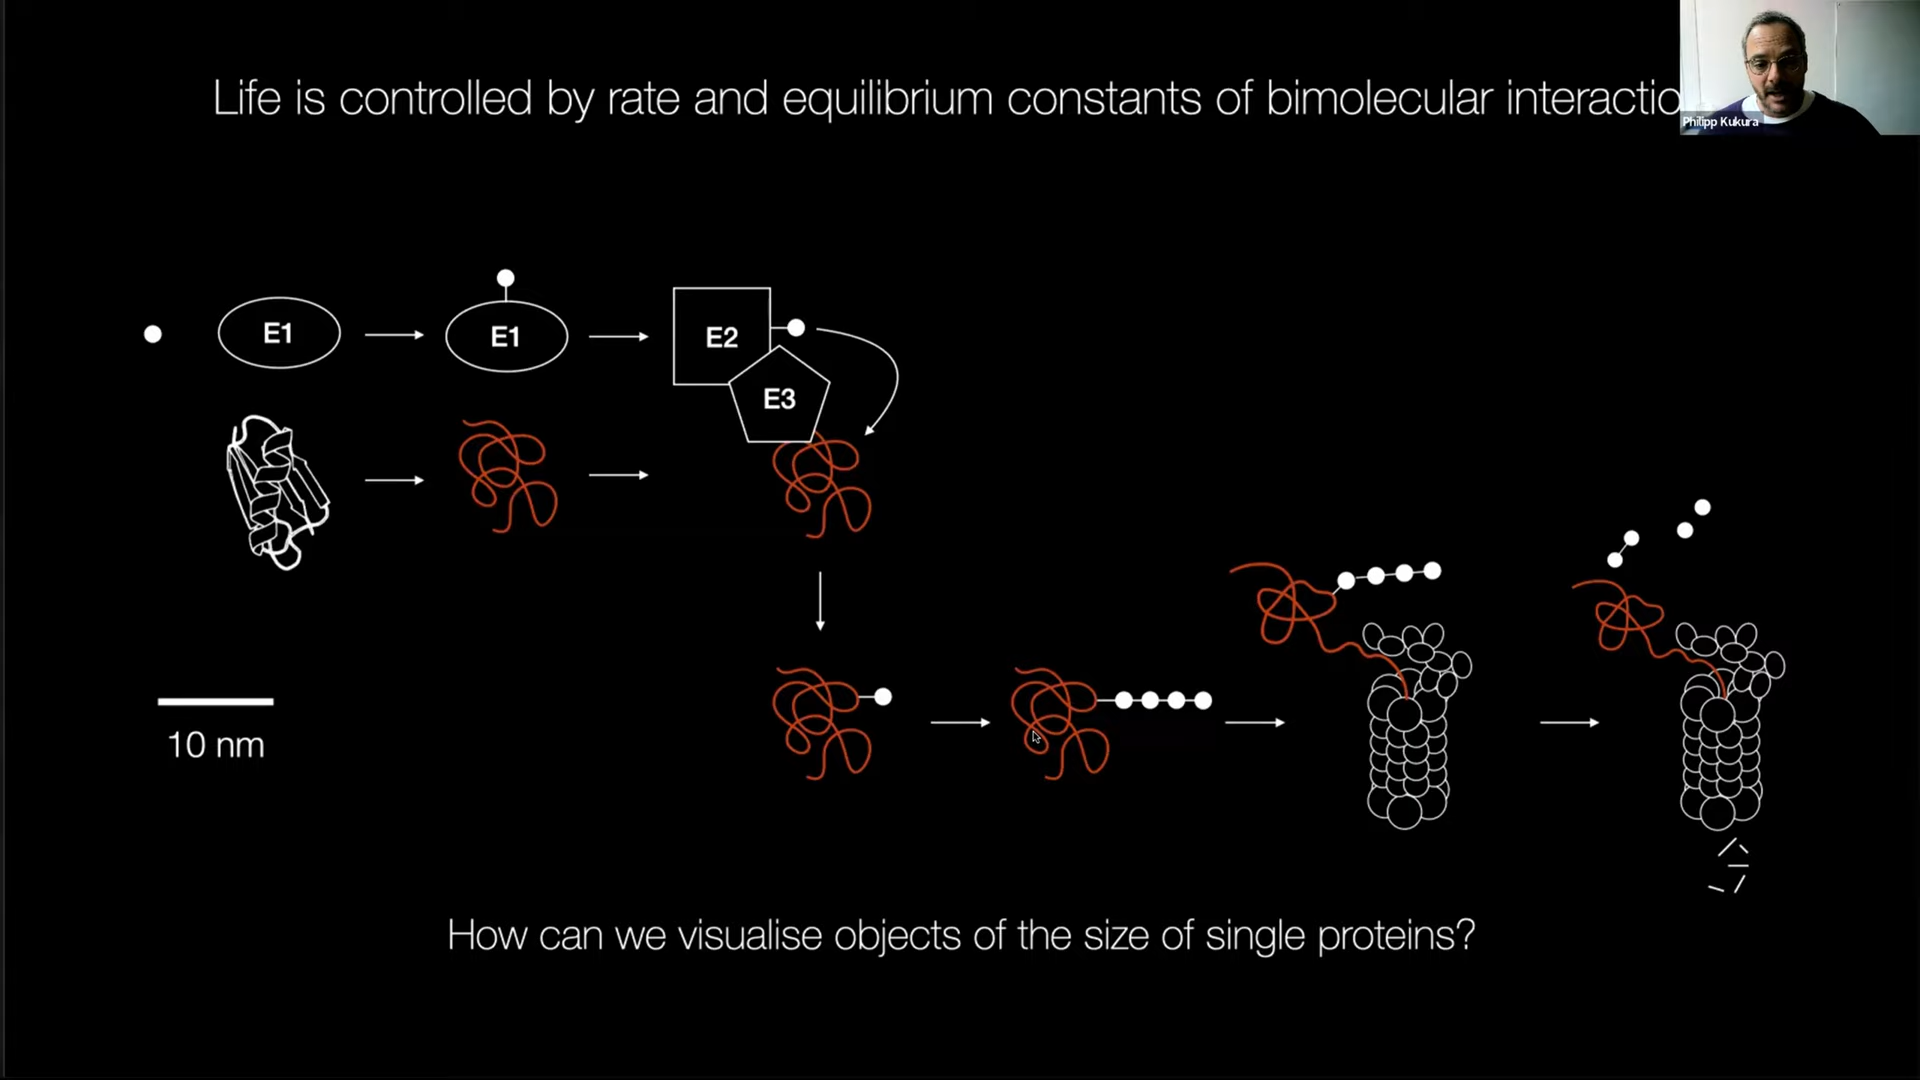 Life is controlled by rate and equilibrium constants of bimolecular interactio
Philipp Kukura
E1
E1
E2
E3
10 nm
How can we visualise objects of the size of single proteins?